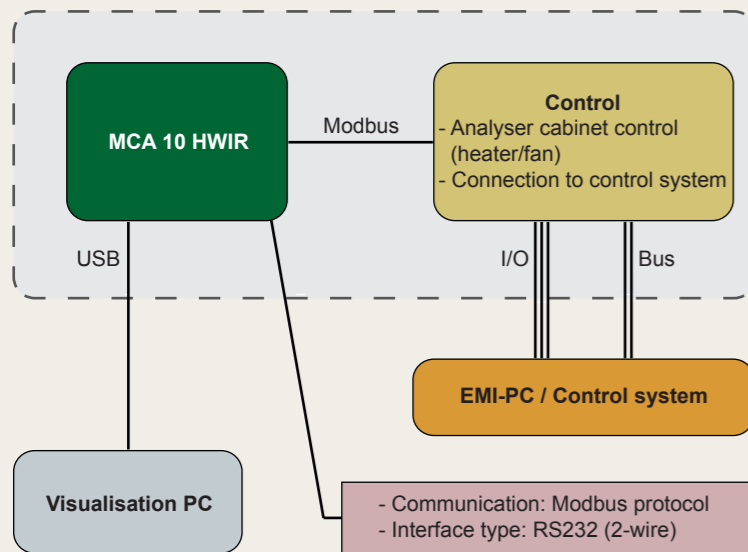 MCA 10 HWIR
Modbus
Control
- Analyser cabinet control
(heater/fan)
- Connection to control system
USB
I/O
Bus
EMI-PC / Control system
Visualisation PC
- Communication: Modbus protocol
- Interface type: RS232 (2-wire)